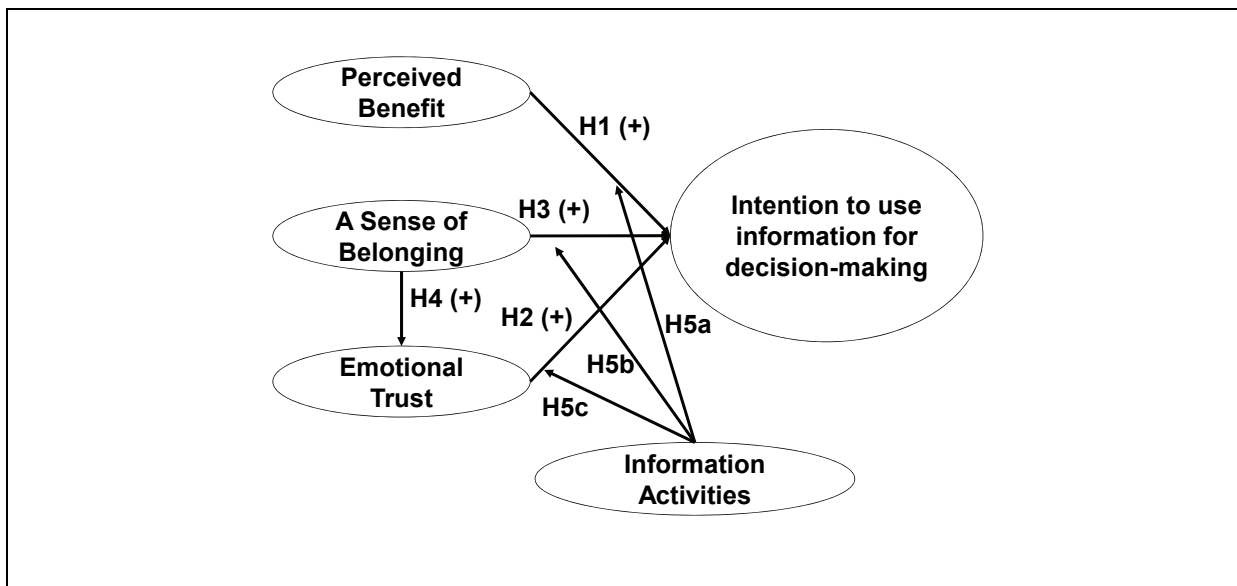 Perceived
Benefit
H1 (+)
A Sense of
Belonging
H3 (+)
Intention to use
information for
decision-making
H4 (+)
H2 (+)
H5a
Emotional
Trust
H5b
H5c
Information
Activities